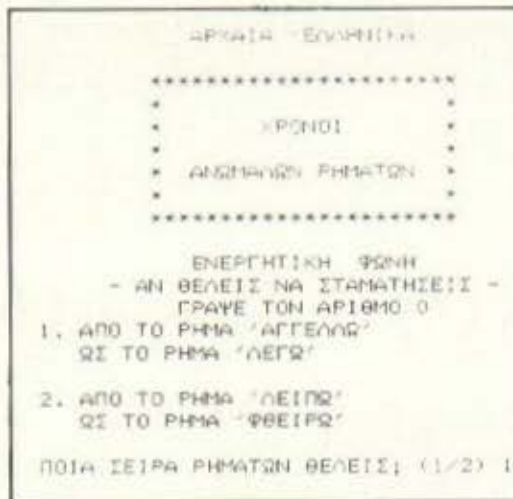 ΑΡΧΑΙΑ ΕΛΛΗΝΙΚΑ
ΧΡΟΝΟΙ
ΑΝΩΜΑΛΩΝ ΡΗΜΑΤΩΝ
ΕΝΕΡΓΗΤΙΚΗ ΦΩΝΗ
- ΑΝ ΘΕΛΕΙΣ ΝΑ ΣΤΑΜΑΤΗΣΕΙΣ -
ΓΡΑΨΕ ΤΟΝ ΑΡΙΘΜΟ 0
1. ΑΠΟ ΤΟ ΡΗΜΑ 'ΑΓΓΕΛΛΩ'
ΩΣ ΤΟ ΡΗΜΑ 'ΛΕΓΩ'
2. ΑΠΟ ΤΟ ΡΗΜΑ 'ΛΕΙΠΩ'
ΩΣ ΤΟ ΡΗΜΑ 'ΦΘΕΙΡΩ'
ΠΟΙΑ ΣΕΙΡΑ ΡΗΜΑΤΩΝ ΘΕΛΕΙΣ; (1/2) 1